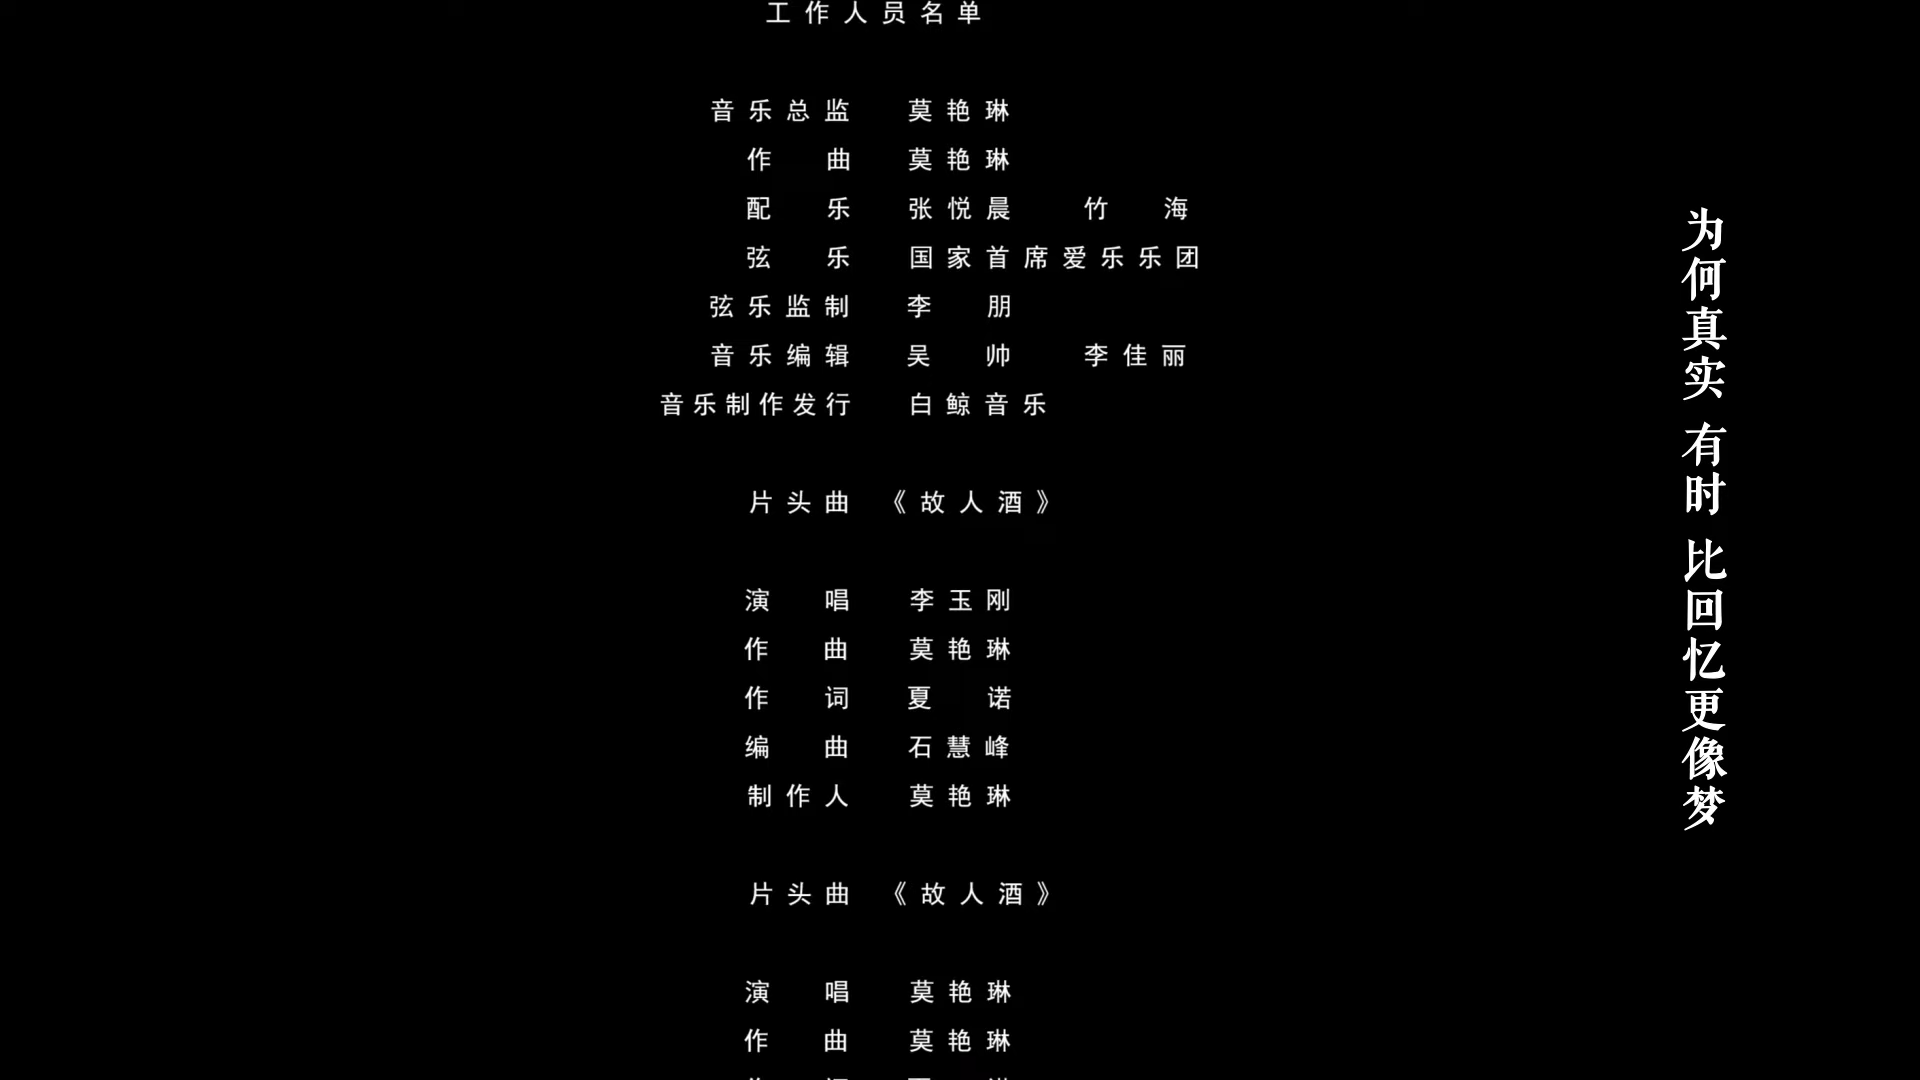 工作人员名单
音乐总监 莫艳琳
作曲 莫艳琳
配乐 张悦晨 竹海
弦乐 国家首席爱乐乐团
弦乐监制 李朋
音乐编辑 吴帅 李佳丽
音乐制作发行 白鲸音乐
片头曲 《故人酒》
演唱 李玉刚
作曲 莫艳琳
作词 夏诺
编曲 石慧峰
制作人 莫艳琳
片头曲 《故人酒》
演唱 莫艳琳
作曲 莫艳琳
为何真实 有时 比回忆更像梦